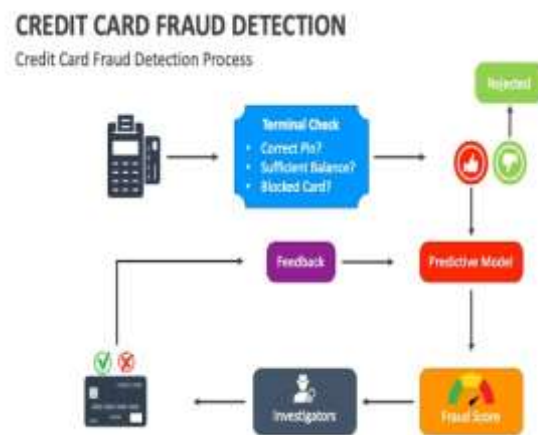 CREDIT CARD FRAUD DETECTION
Credit Card Fraud Detection Process
Rejected
Terminal Check
• Correct Pin?
• Sufficient Balance?
• Blocked Card?
Feedback
Predictive Model
Investigators
Fraud Score